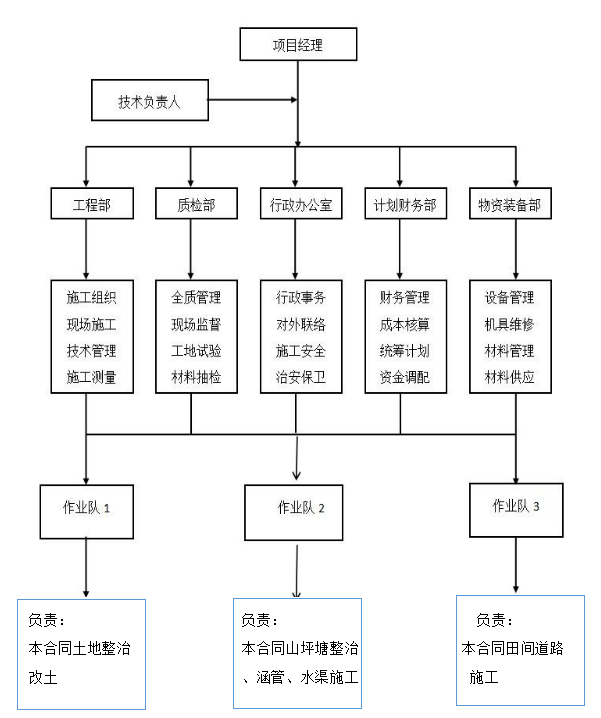 项目经理
技术负责人
工程部
质检部
行政办公室
计划财务部
物资装备部
施工组织
现场施工
技术管理
施工测量
全质管理
现场监督
工地试验
材料抽检
行政事务
对外联络
施工安全
治安保卫
财务管理
成本核算
统筹计划
资金调配
设备管理
机具维修
材料管理
材料供应
作业队 1
作业队 2
作业队 3
负责：
本合同土地整治
改土
负责：
本合同山坪塘整治
、涵管、水渠施工
负责：
本合同田间道路
施工